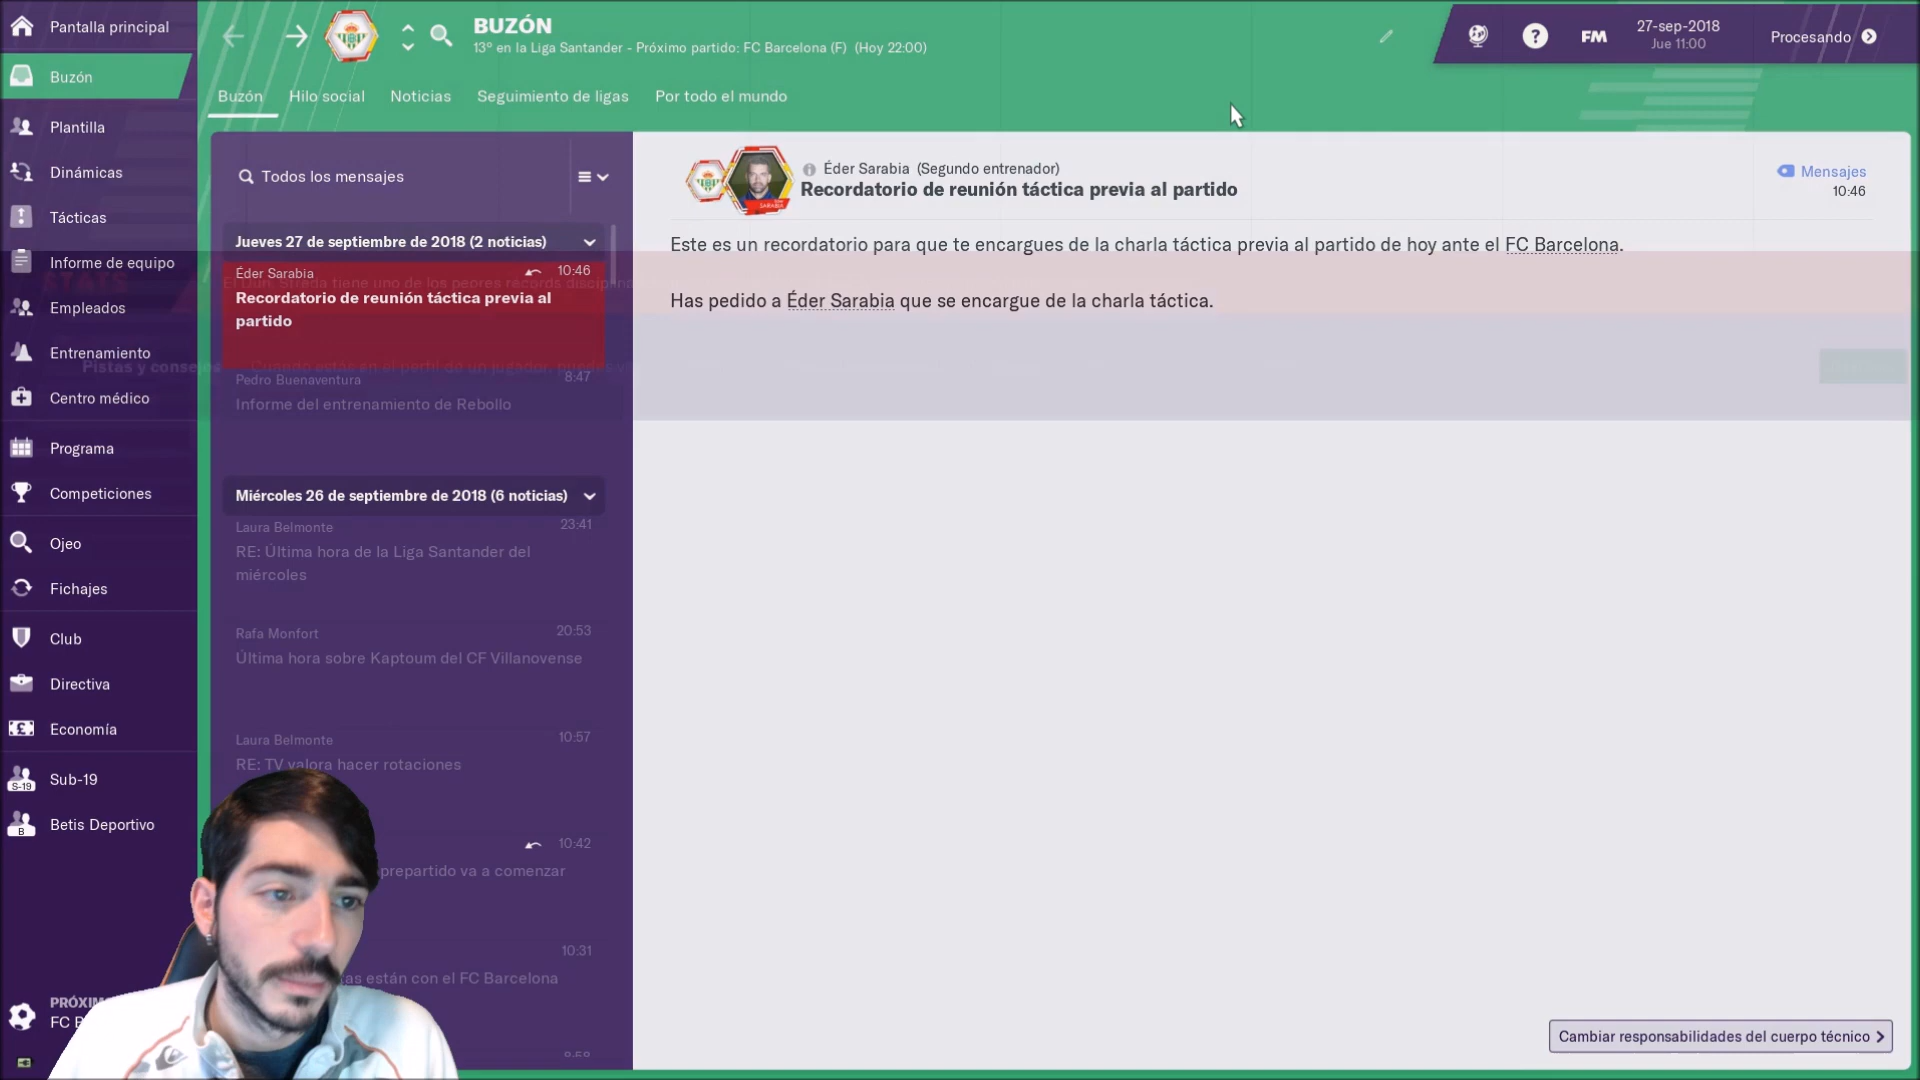 Pantalla principal
Buzón
Plantilla
Dinámicas
Tácticas
Informe de equipo
Empleados
Entrenamiento
Centro médico
Programa
Competiciones
Ojeo
Fichajes
Club
Directiva
Economía
Sub-19
Betis Deportivo
BUZÓN
13º en la Liga Santander - Próximo partido: FC Barcelona (F) (Hoy 22:00)
FM
27-sep-2018
Jue 11:00
Procesando
Buzón Hilo social Noticias Seguimiento de ligas Por todo el mundo
Todos los mensajes
Jueves 27 de septiembre de 2018 (2 noticias)
Éder Sarabia 10:46
Recordatorio de reunión táctica previa al
partido
Pedro Buenaventura 8:47
Informe del entrenamiento de Rebollo
Miércoles 26 de septiembre de 2018 (6 noticias)
Laura Belmonte 23:41
RE: Última hora de la Liga Santander del
miércoles
Rafa Monfort 20:53
Última hora sobre Kaptoum del CF Villanovense
Laura Belmonte 10:57
RE: TV valora hacer rotaciones
10:42
prepartido va a comenzar
10:31
están con el FC Barcelona
Éder Sarabia (Segundo entrenador)
Recordatorio de reunión táctica previa al partido
Mensajes
10:46
Este es un recordatorio para que te encargues de la charla táctica previa al partido de hoy ante el FC Barcelona.
Has pedido a Éder Sarabia que se encargue de la charla táctica.
Pistas y consejos
Cambiar responsabilidades del cuerpo técnico